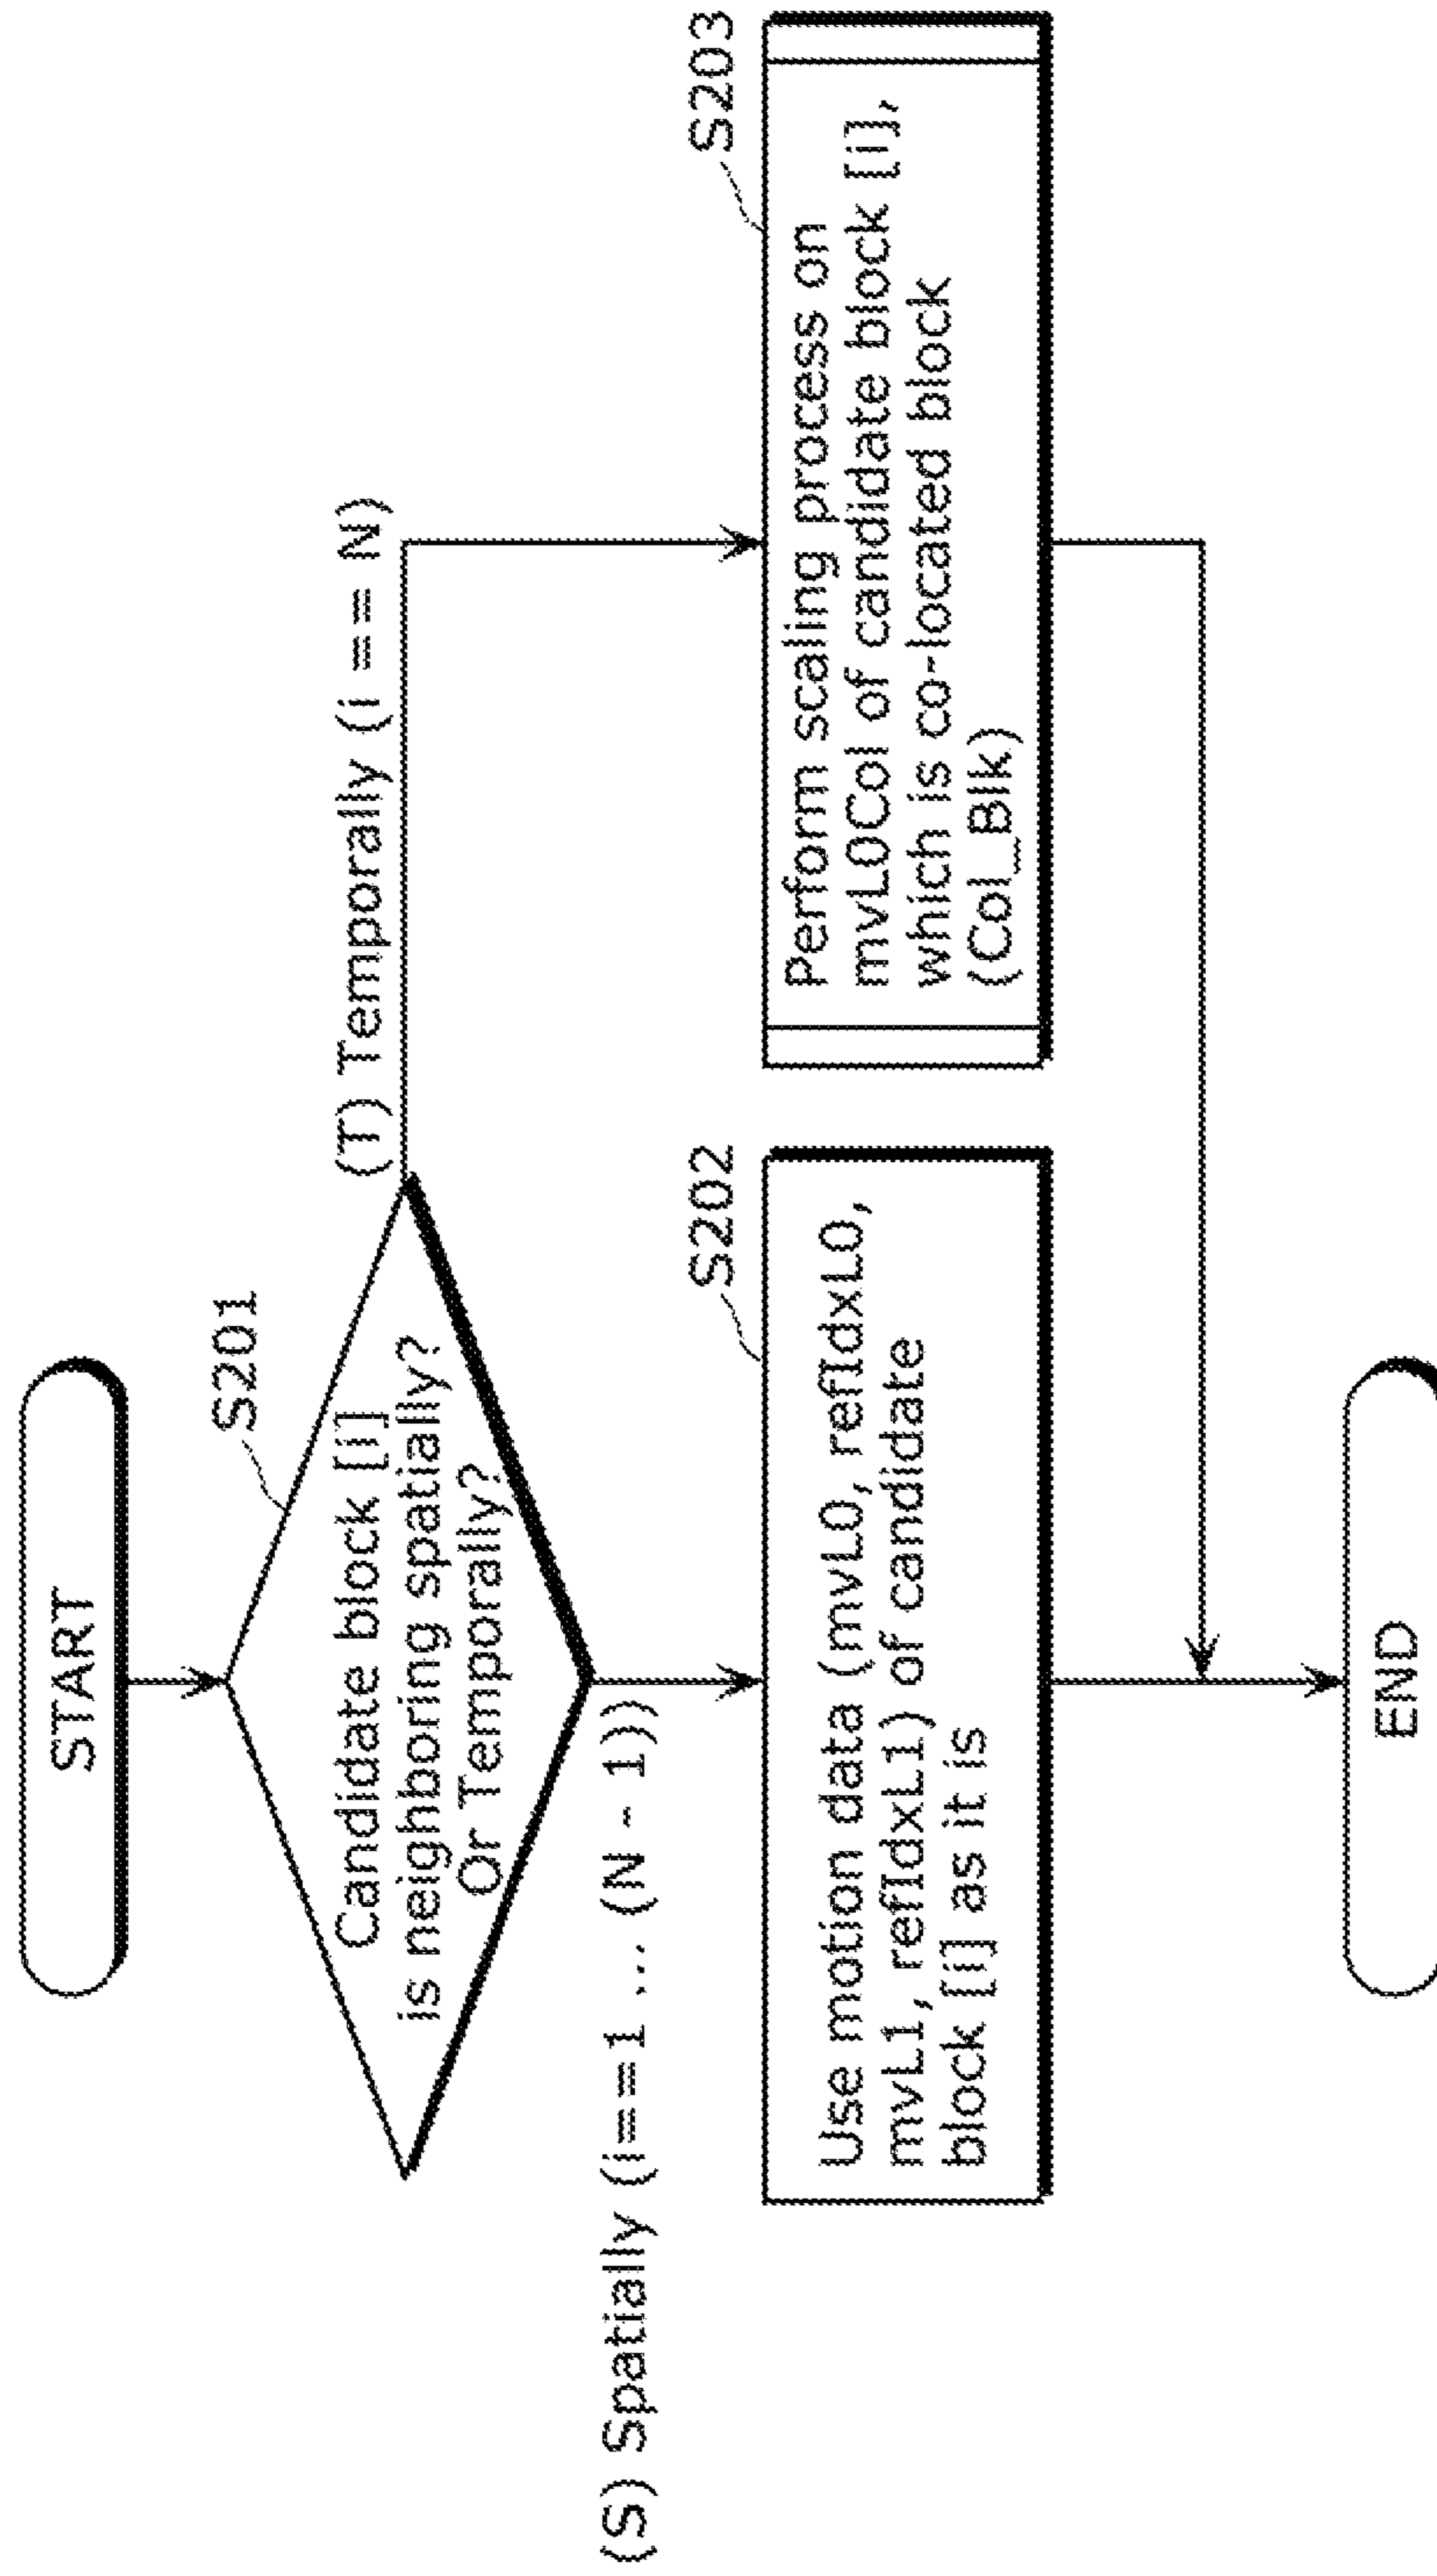 START
S201
Candidate block [i]
is neighboring spatially?
Or Temporally?
(T) Temporally (i == N)
(S) Spatially (i==1 ... (N - 1))
S202
Use motion data (mvL0, refIdxL0,
mvL1, refIdxL1) of candidate
block [i] as it is
S203
Perform scaling process on
mvL0Col of candidate block [i],
which is co-located block
(Col_Blk)
END